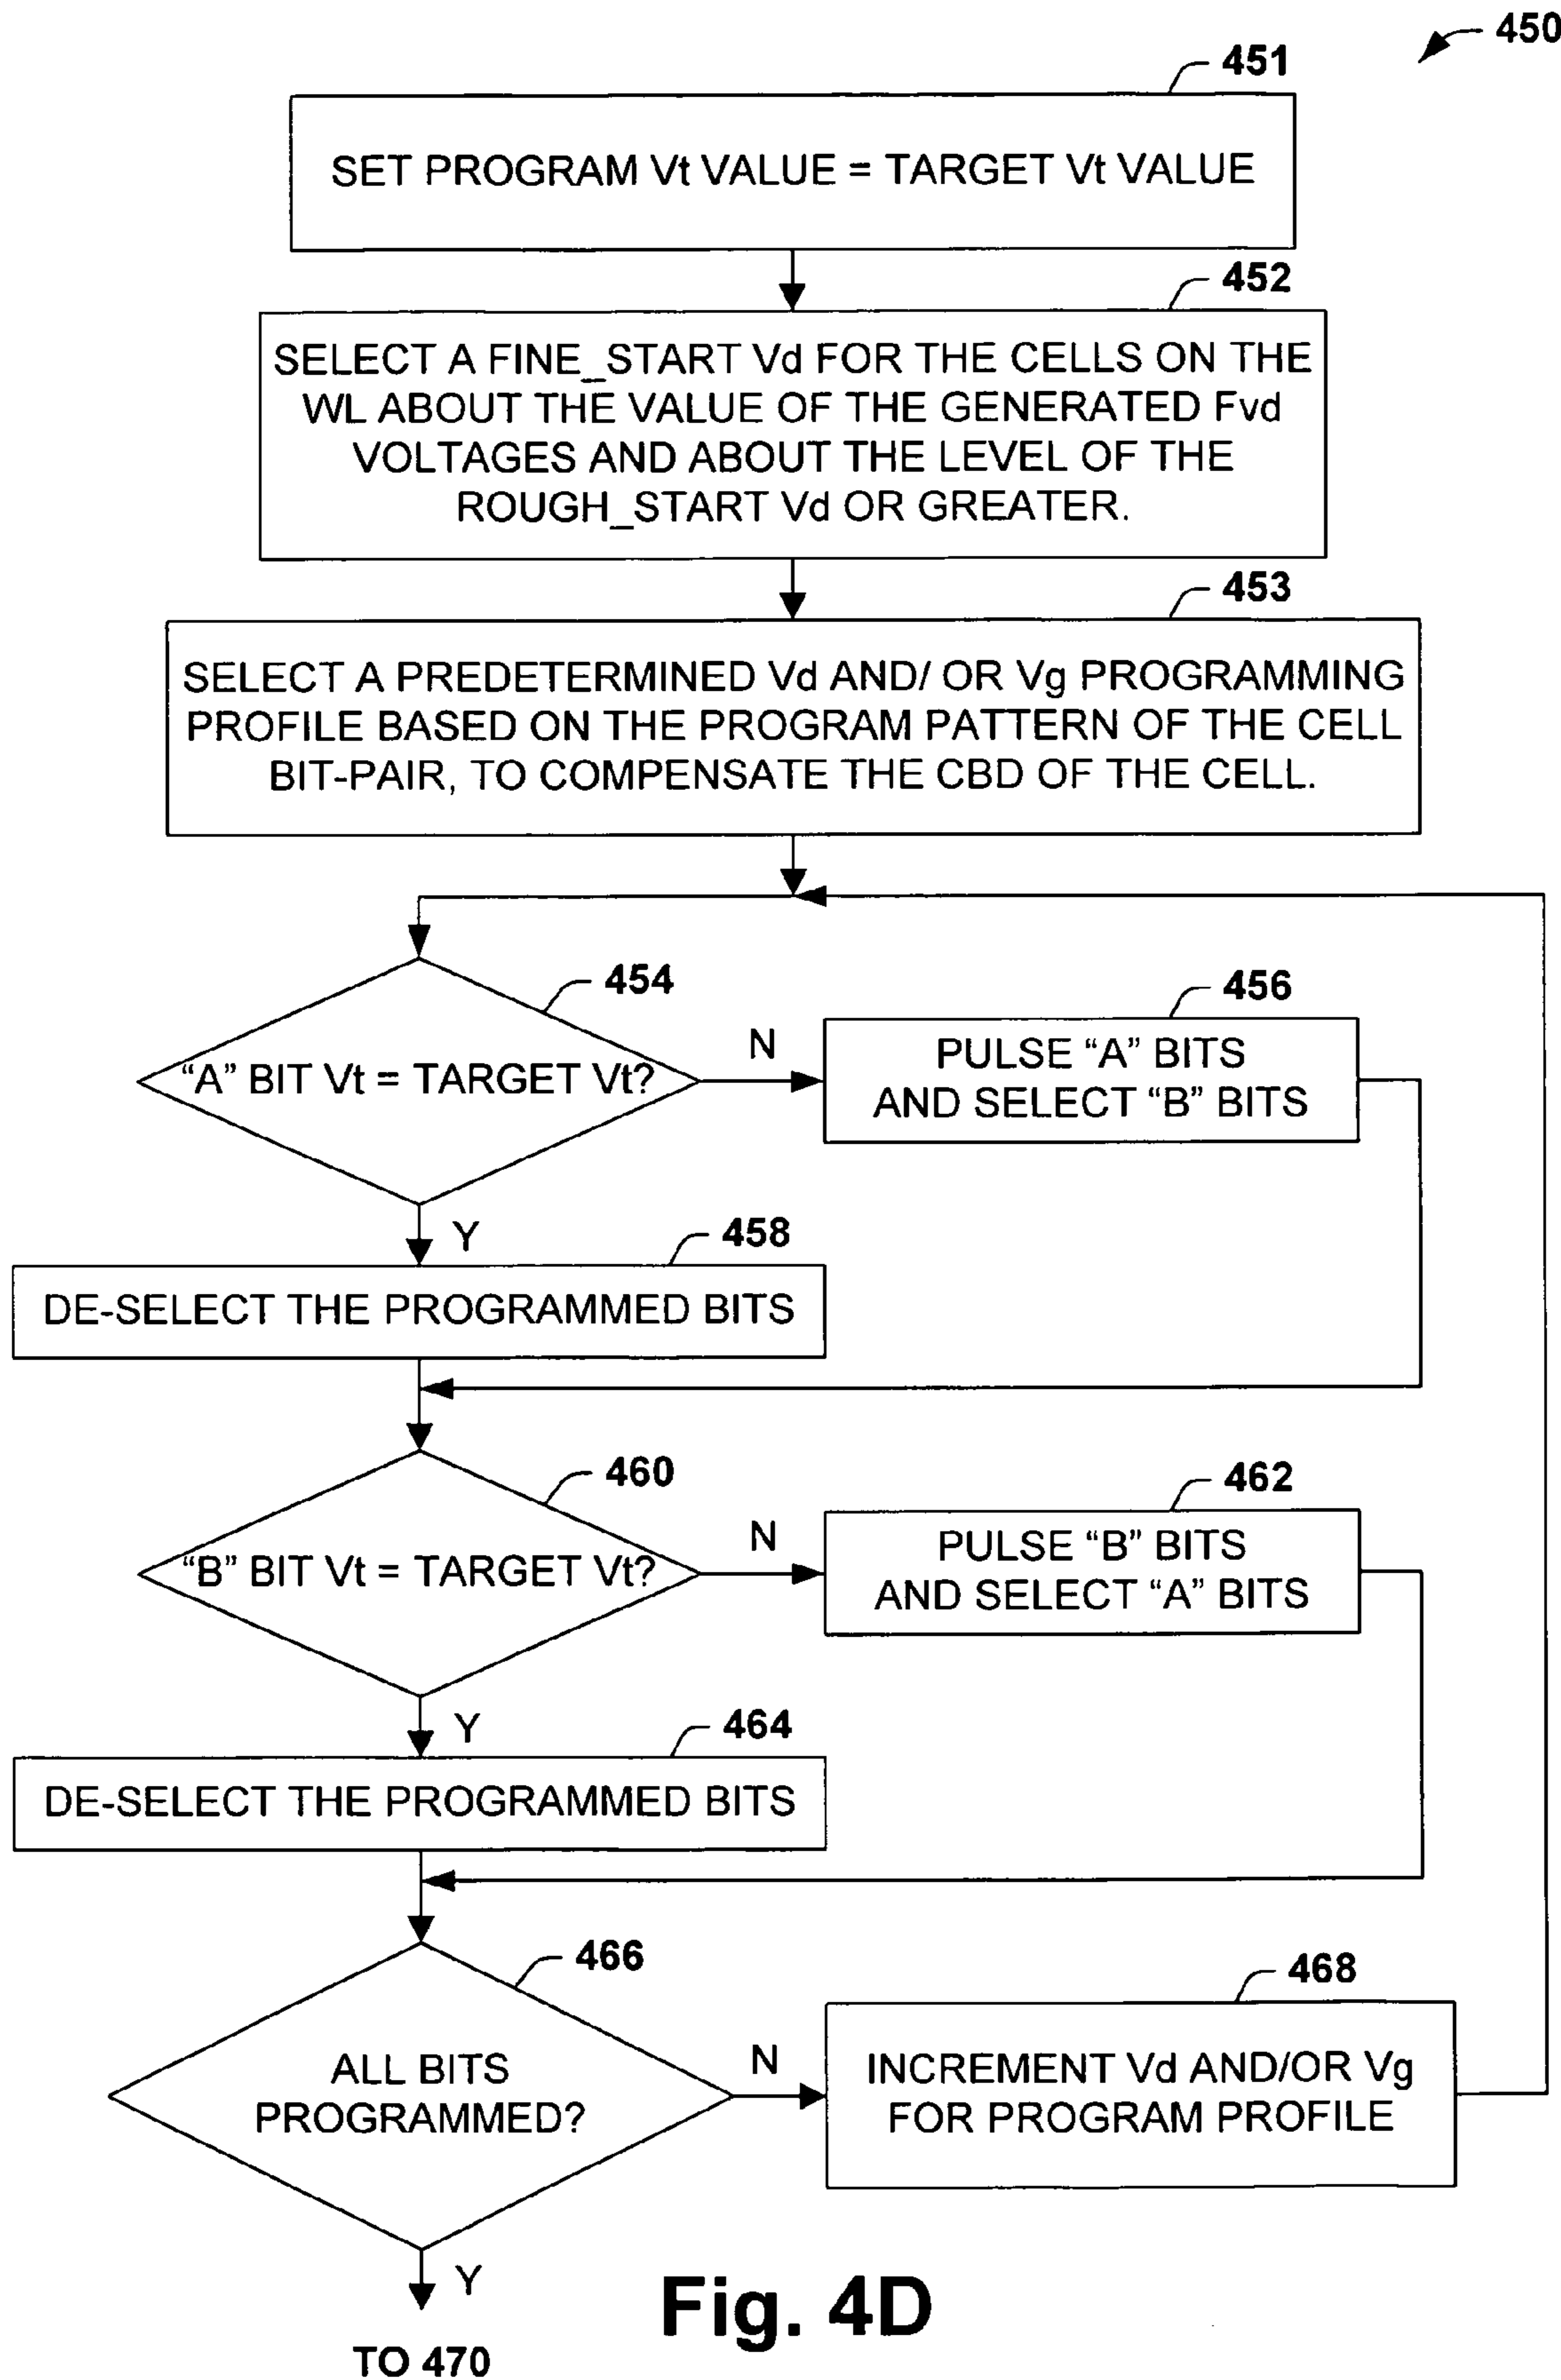 450
451
SET PROGRAM Vt VALUE = TARGET Vt VALUE
452
SELECT A FINE_START Vd FOR THE CELLS ON THE
WL ABOUT THE VALUE OF THE GENERATED Fvd
VOLTAGES AND ABOUT THE LEVEL OF THE
ROUGH_START Vd OR GREATER.
453
SELECT A PREDETERMINED Vd AND/ OR Vg PROGRAMMING
PROFILE BASED ON THE PROGRAM PATTERN OF THE CELL
BIT-PAIR, TO COMPENSATE THE CBD OF THE CELL.
454
"A" BIT Vt = TARGET Vt?
N
456
PULSE "A" BITS
AND SELECT "B" BITS
Y
458
DE-SELECT THE PROGRAMMED BITS
460
"B" BIT Vt = TARGET Vt?
N
462
PULSE "B" BITS
AND SELECT "A" BITS
Y
464
DE-SELECT THE PROGRAMMED BITS
466
ALL BITS
PROGRAMMED?
N
468
INCREMENT Vd AND/OR Vg
FOR PROGRAM PROFILE
Y
TO 470
Fig. 4D